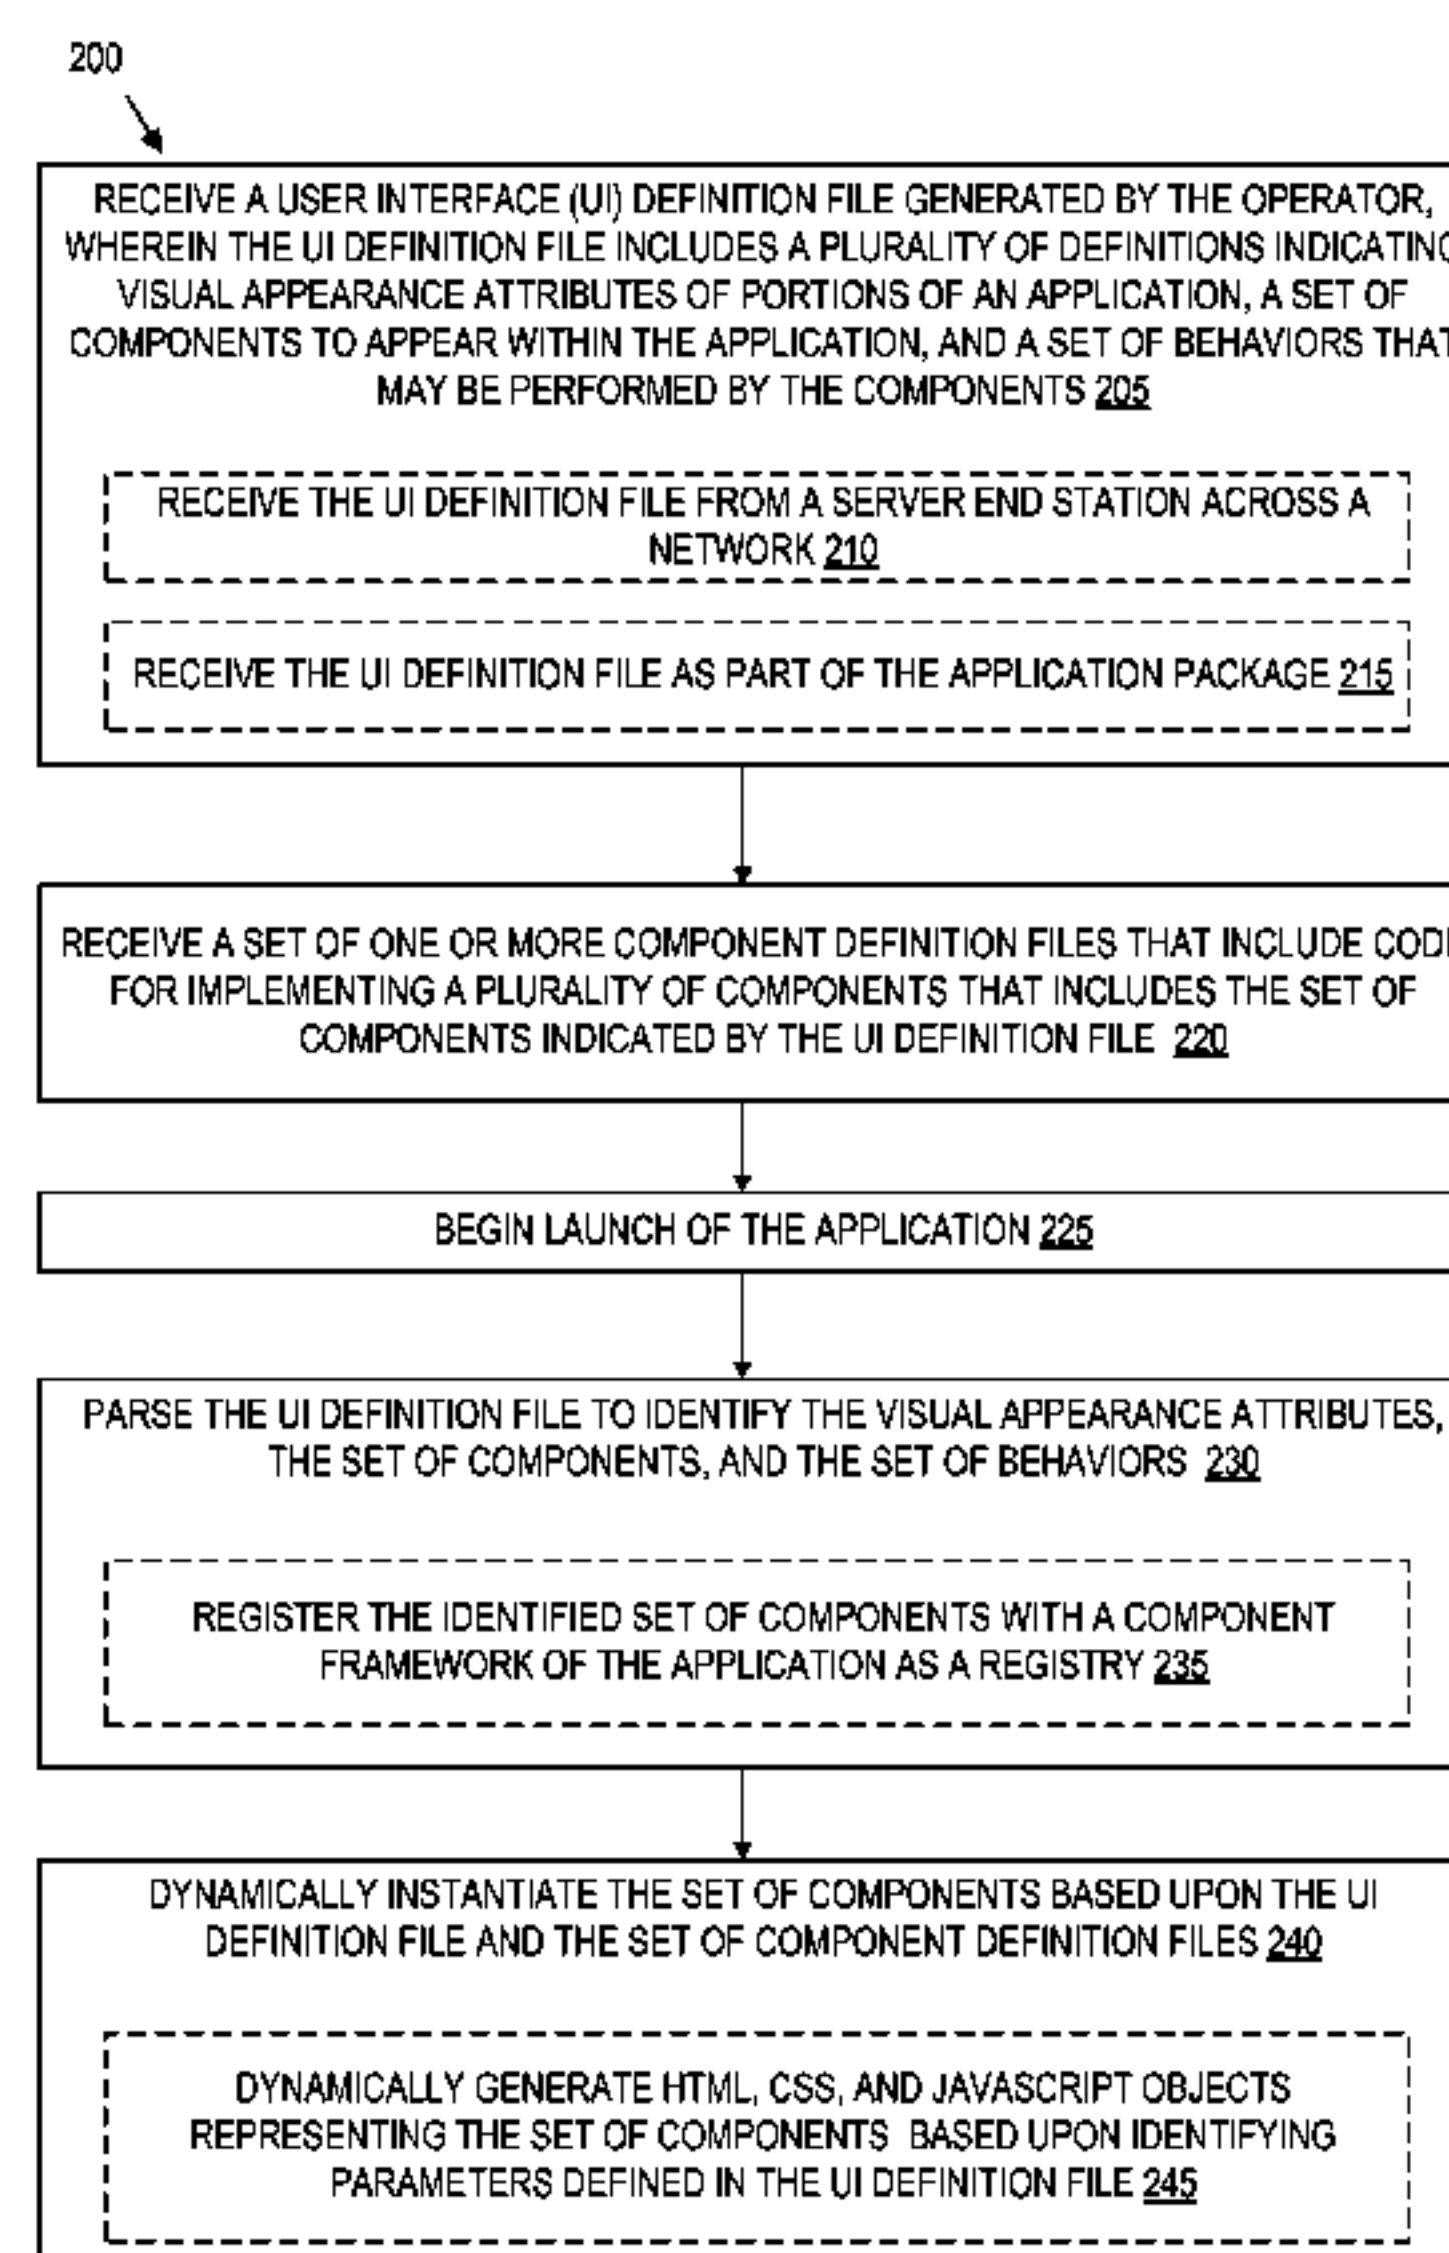 200
RECEIVE A USER INTERFACE (UI) DEFINITION FILE GENERATED BY THE OPERATOR,
WHEREIN THE UI DEFINITION FILE INCLUDES A PLURALITY OF DEFINITIONS INDICATING
VISUAL APPEARANCE ATTRIBUTES OF PORTIONS OF AN APPLICATION, A SET OF
COMPONENTS TO APPEAR WITHIN THE APPLICATION, AND A SET OF BEHAVIORS THAT
MAY BE PERFORMED BY THE COMPONENTS 205
RECEIVE THE UI DEFINITION FILE FROM A SERVER END STATION ACROSS A
NETWORK 210
RECEIVE THE UI DEFINITION FILE AS PART OF THE APPLICATION PACKAGE 215
RECEIVE A SET OF ONE OR MORE COMPONENT DEFINITION FILES THAT INCLUDE CODE
FOR IMPLEMENTING A PLURALITY OF COMPONENTS THAT INCLUDES THE SET OF
COMPONENTS INDICATED BY THE UI DEFINITION FILE 220
BEGIN LAUNCH OF THE APPLICATION 225
PARSE THE UI DEFINITION FILE TO IDENTIFY THE VISUAL APPEARANCE ATTRIBUTES,
THE SET OF COMPONENTS, AND THE SET OF BEHAVIORS 230
REGISTER THE IDENTIFIED SET OF COMPONENTS WITH A COMPONENT
FRAMEWORK OF THE APPLICATION AS A REGISTRY 235
DYNAMICALLY INSTANTIATE THE SET OF COMPONENTS BASED UPON THE UI
DEFINITION FILE AND THE SET OF COMPONENT DEFINITION FILES 240
DYNAMICALLY GENERATE HTML, CSS, AND JAVASCRIPT OBJECTS
REPRESENTING THE SET OF COMPONENTS BASED UPON IDENTIFYING
PARAMETERS DEFINED IN THE UI DEFINITION FILE 245